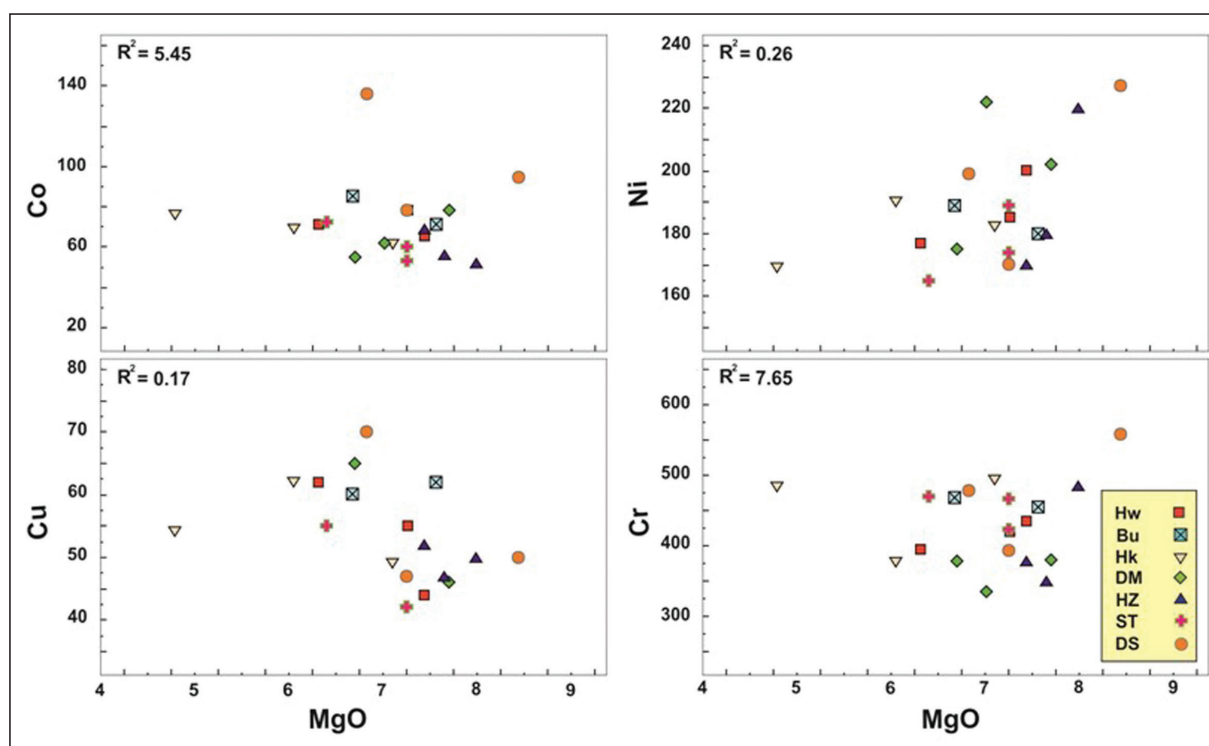 R² = 5.45
140
100
60
20
Co
R² = 0.26
240
220
200
180
160
Ni
R² = 0.17
80
70
60
50
40
Cu
4 5 6 7 8 9
MgO
R² = 7.65
600
500
400
300
Cr
4 5 6 7 8 9
MgO
Hw
Bu
Hk
DM
HZ
ST
DS